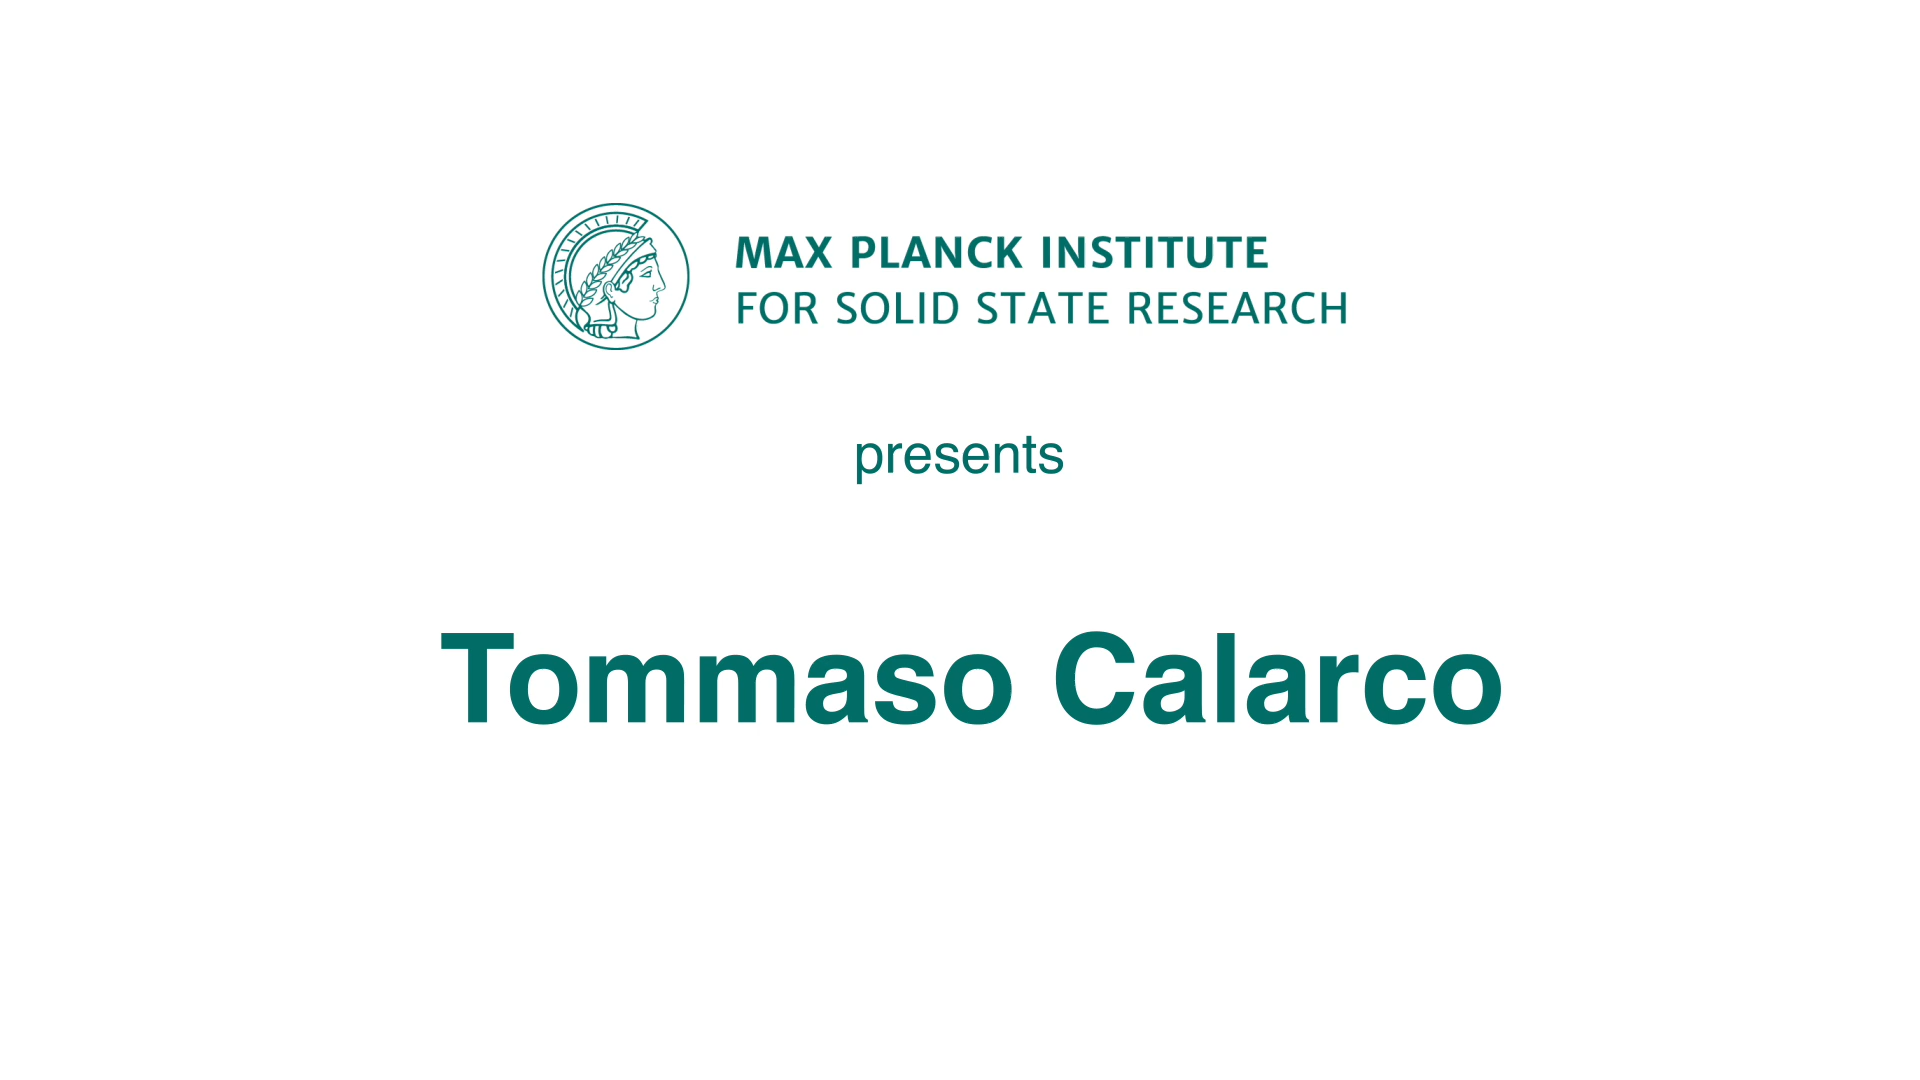 MAX PLANCK INSTITUTE
FOR SOLID STATE RESEARCH
presents
Tommaso Calarco